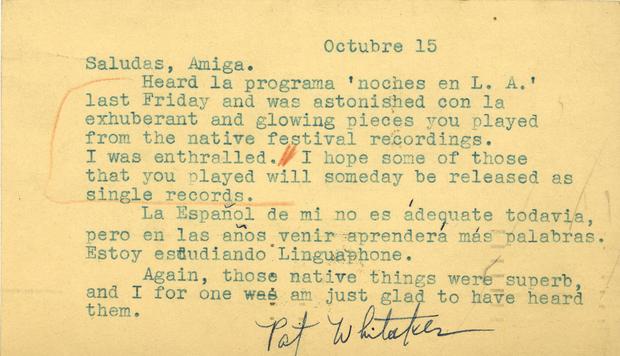 Octubre 15
Saludas, Amiga.
Heard la programa 'noches en L. A.'
last Friday and was astonished con la
exhuberant and glowing pieces you played
from the native festival recordings.
I was enthralled. I hope some of those
that you played will someday be released as
single records.
La Español de mi no es ádequate todavia,
pero en las años venir aprenderá más palabras.
Estoy estudiando Linguaphone.
Again, those native things were superb,
and I for one was am just glad to have heard
them.
Pat Whitaker